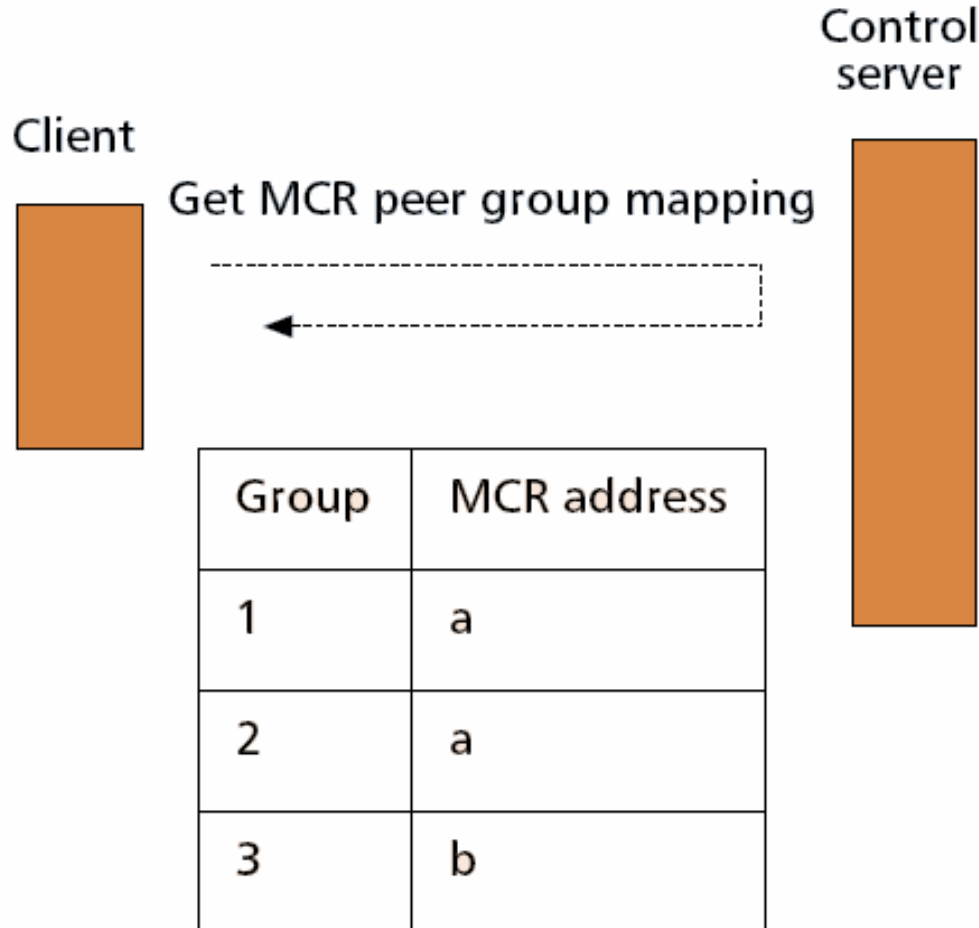 Control
server
Client
Get MCR peer group mapping
Group MCR address
1 a
2 a
3 b